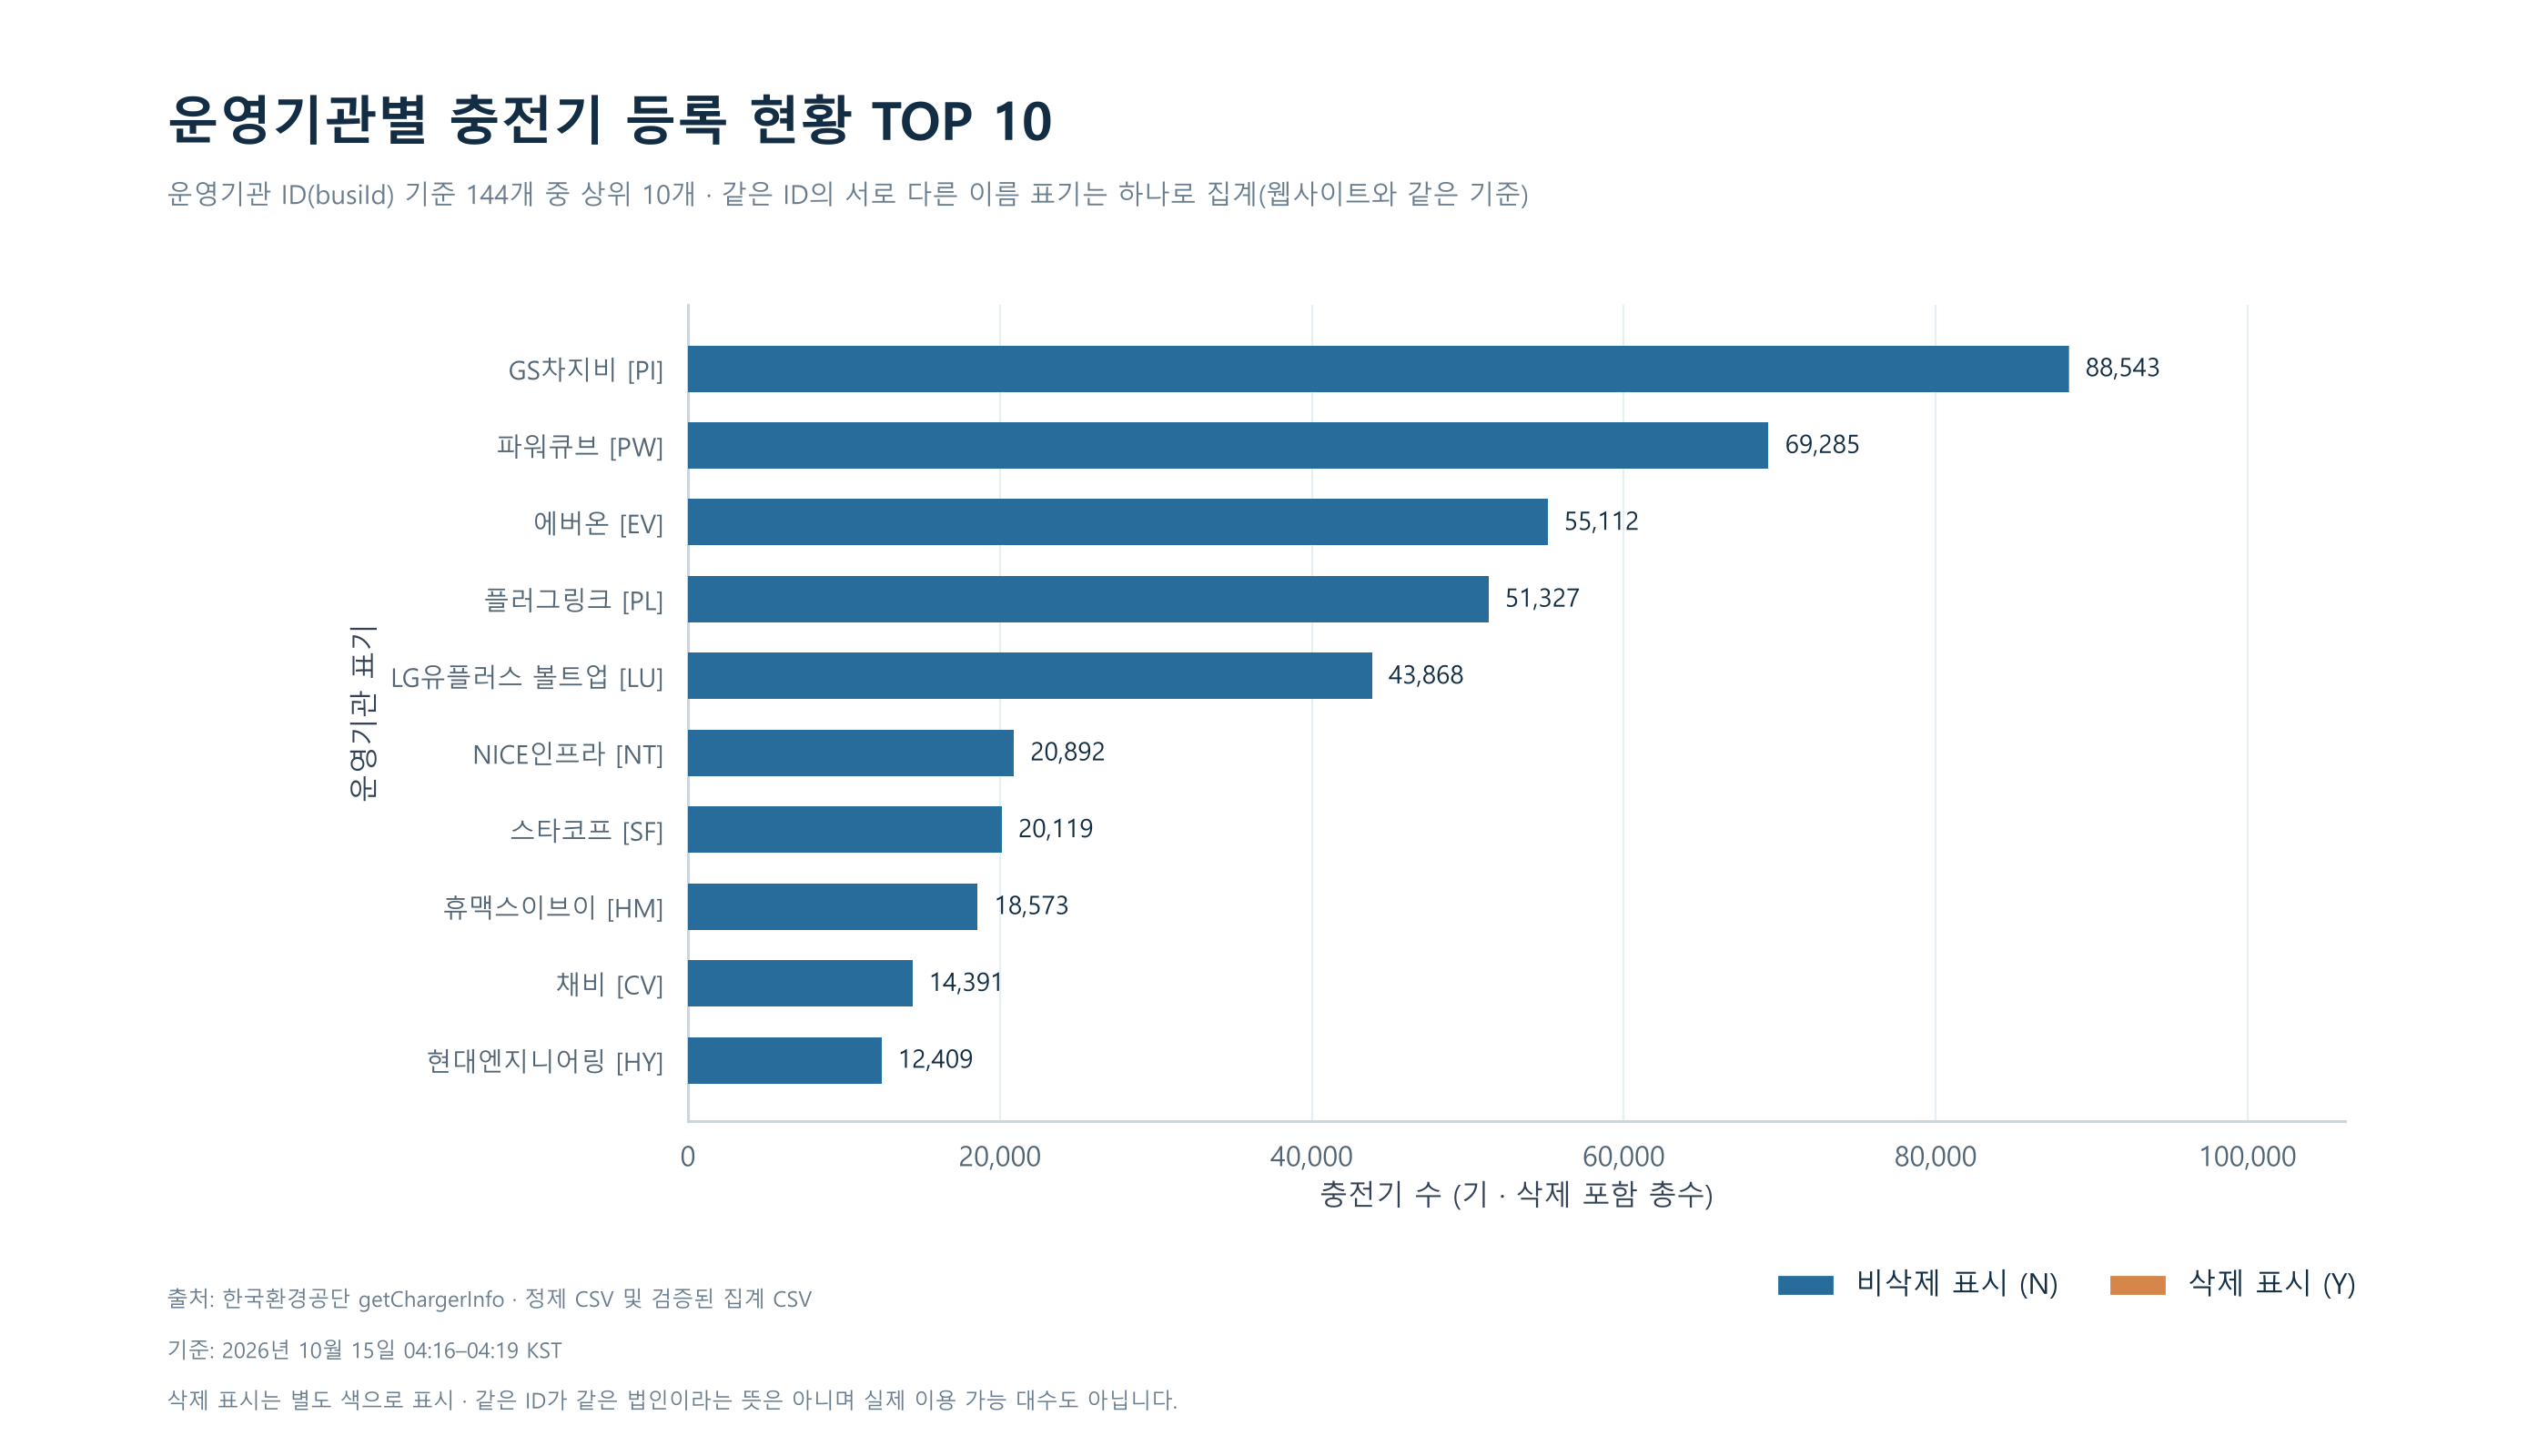 운영기관별 충전기 등록 현황 TOP 10
운영기관 ID(busiId) 기준 144개 중 상위 10개 · 같은 ID의 서로 다른 이름 표기는 하나로 집계(웹사이트와 같은 기준)
운영기관 표기
GS차지비 [PI] 88,543
파워큐브 [PW] 69,285
에버온 [EV] 55,112
플러그링크 [PL] 51,327
LG유플러스 볼트업 [LU] 43,868
NICE인프라 [NT] 20,892
스타코프 [SF] 20,119
휴맥스이브이 [HM] 18,573
채비 [CV] 14,391
현대엔지니어링 [HY] 12,409
0 20,000 40,000 60,000 80,000 100,000
충전기 수 (기 · 삭제 포함 총수)
비삭제 표시 (N) 삭제 표시 (Y)
출처: 한국환경공단 getChargerInfo · 정제 CSV 및 검증된 집계 CSV
기준: 2026년 10월 15일 04:16–04:19 KST
삭제 표시는 별도 색으로 표시 · 같은 ID가 같은 법인이라는 뜻은 아니며 실제 이용 가능 대수도 아닙니다.